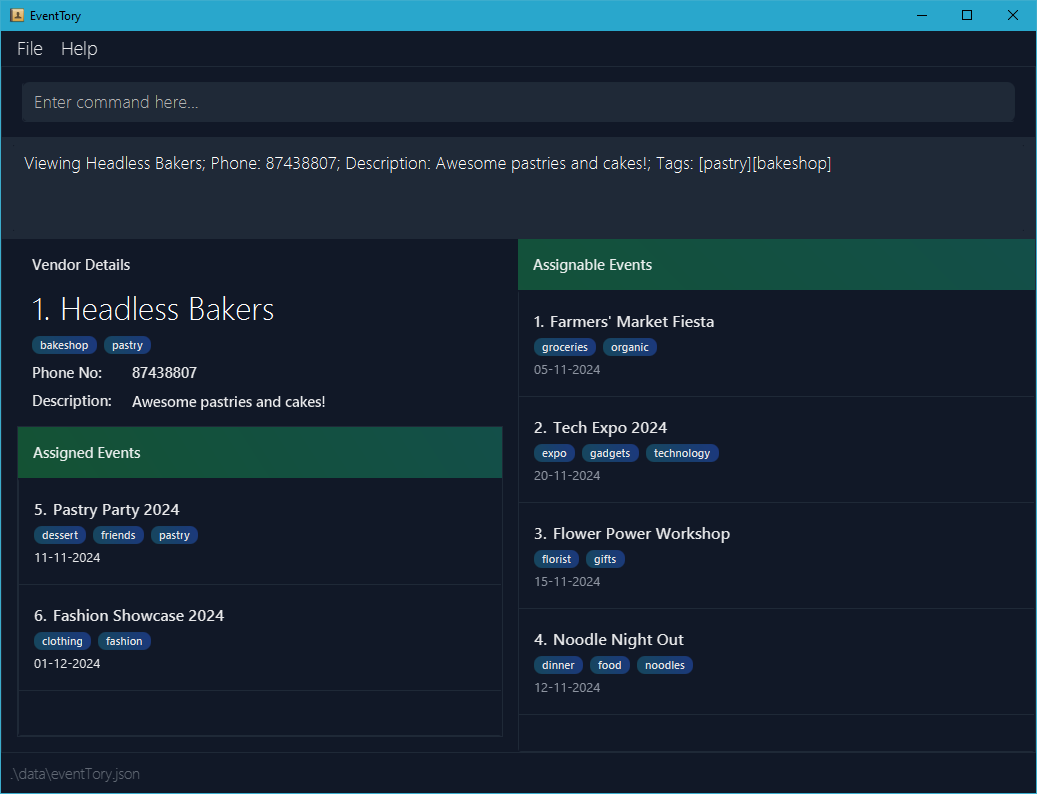 EventTory
File Help
Enter command here...
Viewing Headless Bakers; Phone: 87438807; Description: Awesome pastries and cakes!; Tags: [pastry][bakeshop]
Vendor Details
1. Headless Bakers
bakeshop pastry
Phone No: 87438807
Description: Awesome pastries and cakes!
Assigned Events
5. Pastry Party 2024
dessert friends pastry
11-11-2024
6. Fashion Showcase 2024
clothing fashion
01-12-2024
Assignable Events
1. Farmers' Market Fiesta
groceries organic
05-11-2024
2. Tech Expo 2024
expo gadgets technology
20-11-2024
3. Flower Power Workshop
florist gifts
15-11-2024
4. Noodle Night Out
dinner food noodles
12-11-2024
.\data\eventTory.json